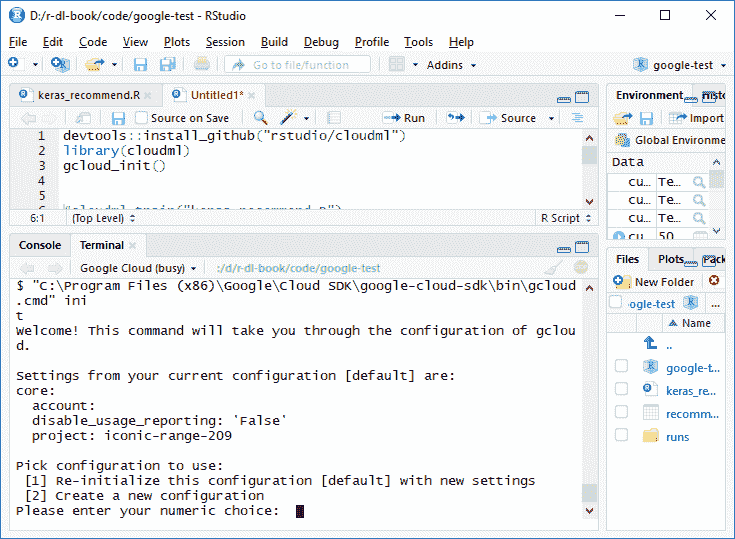 D:/r-dl-book/code/google-test - RStudio
File Edit Code View Plots Session Build Debug Profile Tools Help
Go to file/function Addins google-test
keras_recommend.R Untitled1*
Source on Save Run Source
1 devtools::install_github("rstudio/cloudml")
2 library(cloudml)
3 gcloud_init()
4
5
6:1 (Top Level) R Script
Console Terminal
Google Cloud (busy) :/d/r-dl-book/code/google-test
$ "C:\Program Files (x86)\Google\Cloud SDK\google-cloud-sdk\bin\gcloud
.cmd" ini
t
Welcome! This command will take you through the configuration of gclou
d.
Settings from your current configuration [default] are:
core:
account:
disable_usage_reporting: 'False'
project: iconic-range-209
Pick configuration to use:
[1] Re-initialize this configuration [default] with new settings
[2] Create a new configuration
Please enter your numeric choice:
Environment
Import
Global Environme
Data
cu... Te...
cu... Te...
cu... Te...
cu... 50
Files Plots Pack
New Folder
ogle-test ...
Name
..
google-t...
keras_re...
recomm...
runs